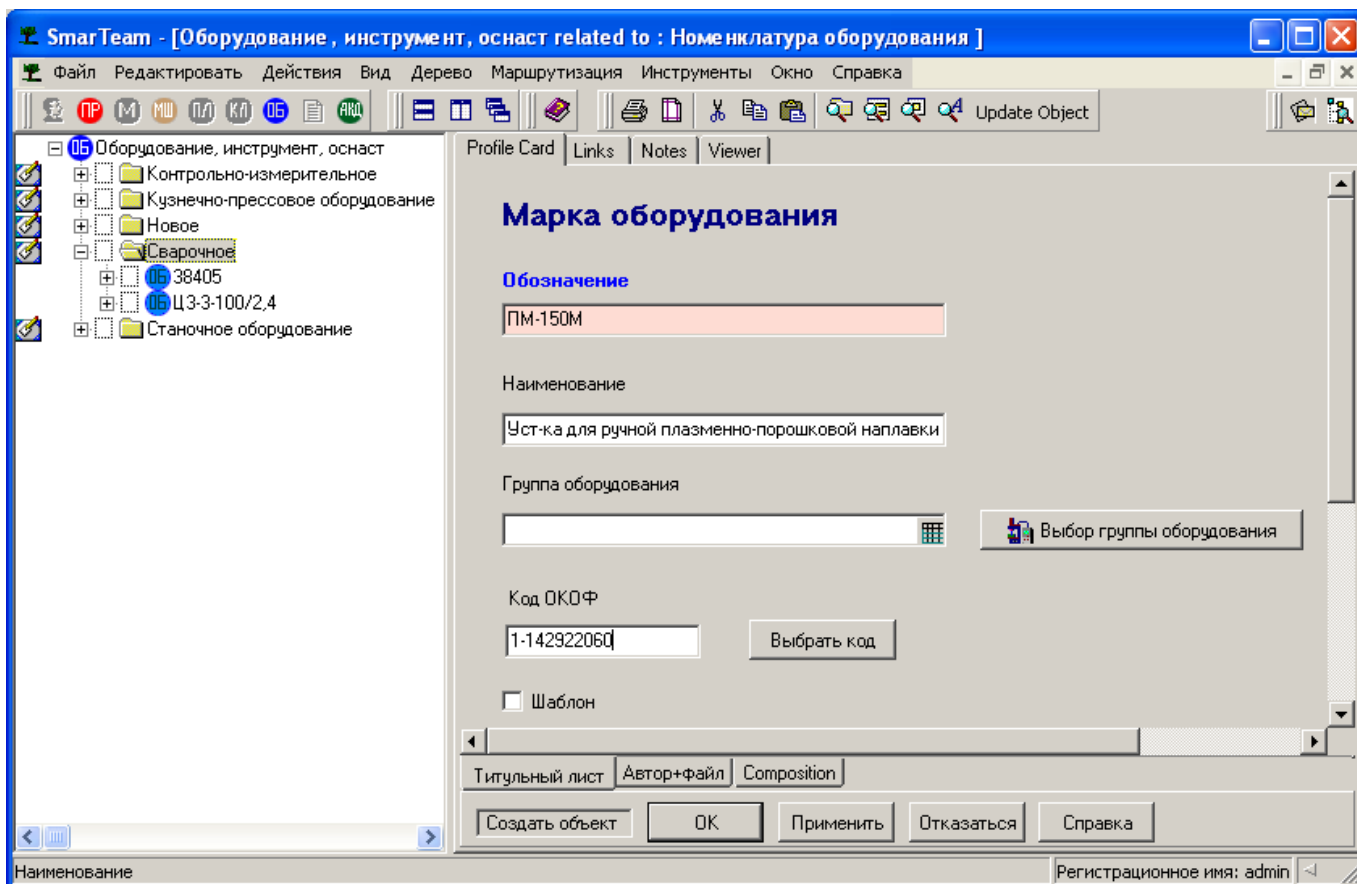 SmarTeam - [Оборудование , инструмент, оснаст related to : Номенклатура оборудования ]
Файл Редактировать Действия Вид Дерево Маршрутизация Инструменты Окно Справка
ПР М МШ ПЛ КЛ ОБ АКД Update Object
ОБ Оборудование, инструмент, оснаст
Контрольно-измерительное
Кузнечно-прессовое оборудование
Новое
Сварочное
ОБ 38405
ОБ ЦЗ-3-100/2,4
Станочное оборудование
Profile Card Links Notes Viewer
Марка оборудования
Обозначение
ПМ-150М
Наименование
Уст-ка для ручной плазменно-порошковой наплавки
Группа оборудования
Выбор группы оборудования
Код ОКОФ
1-142922060
Выбрать код
Шаблон
Титульный лист Автор+файл Composition
Создать объект OK Применить Отказаться Справка
Наименование
Регистрационное имя: admin